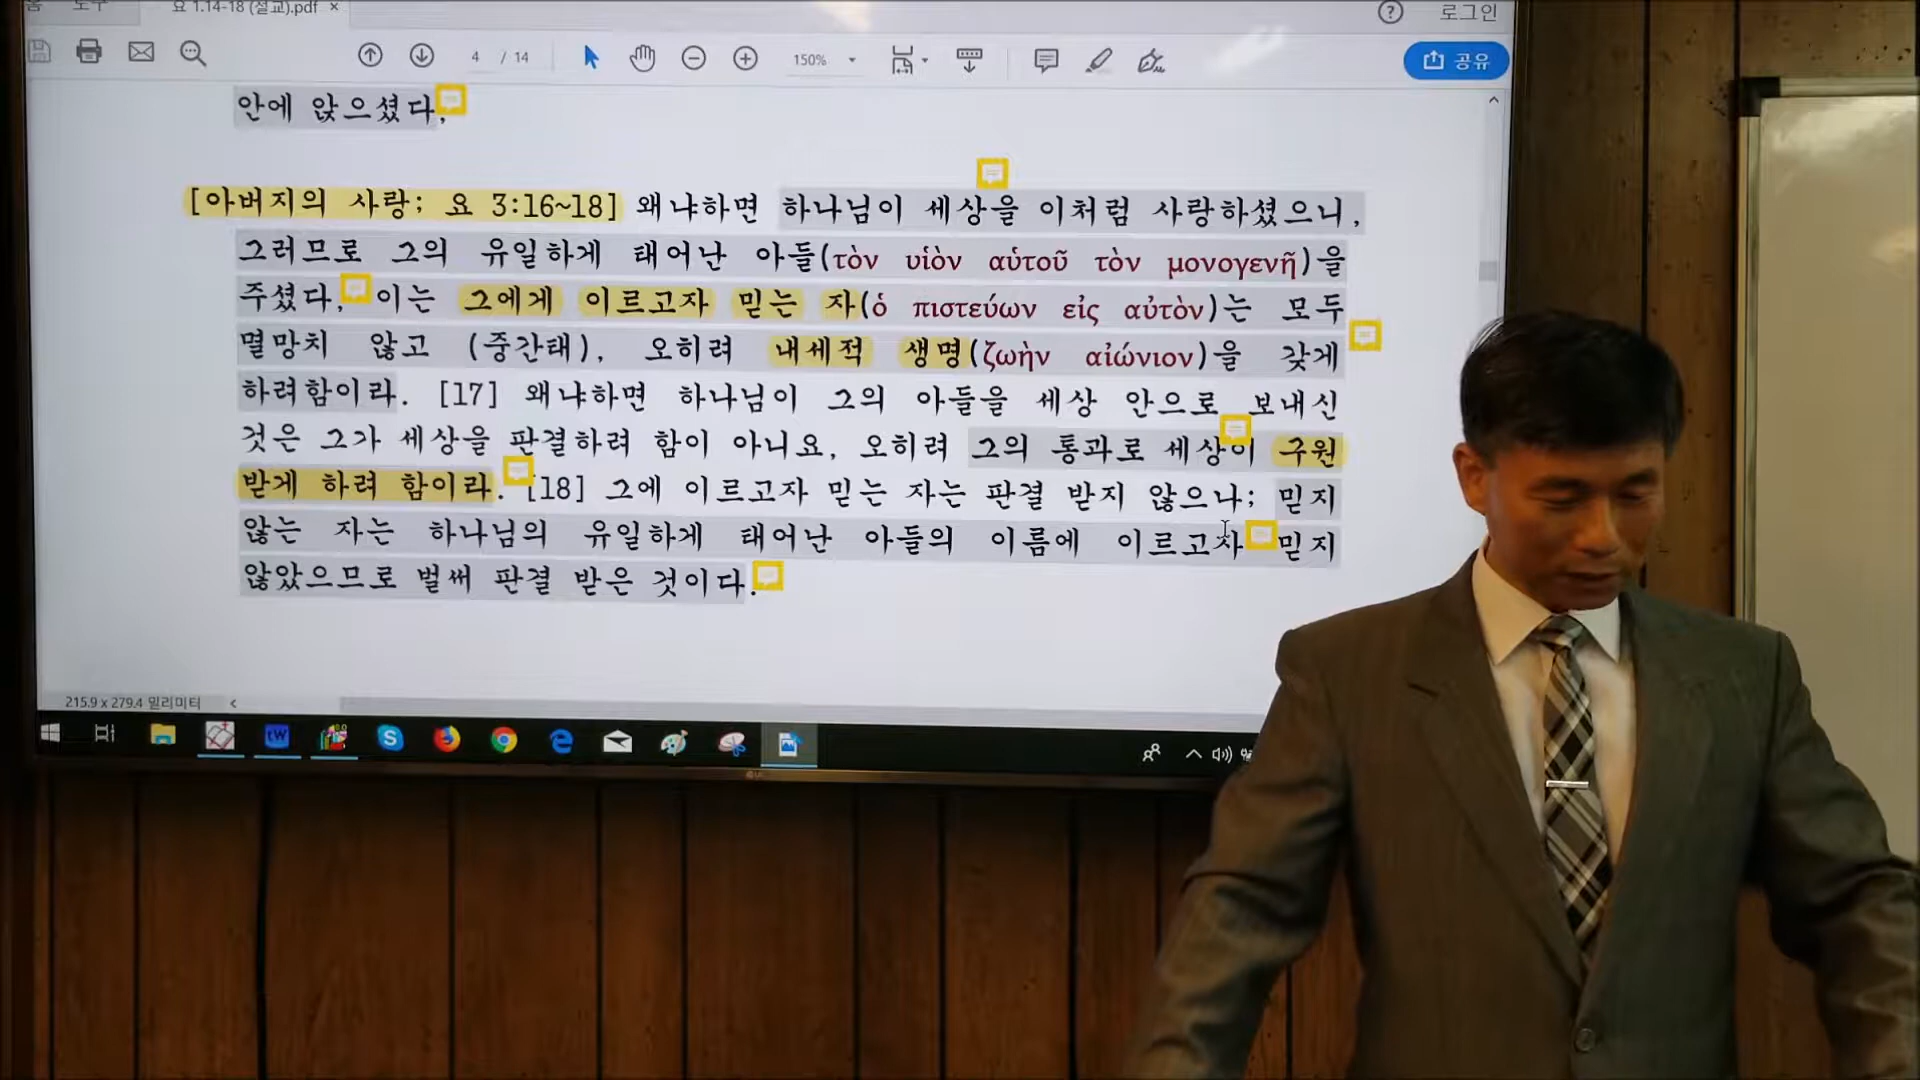 요 1.14-18 (설교).pdf ×
로그인
4 / 14
150%
공유
안에 앉으셨다,
[아버지의 사랑; 요 3:16~18] 왜냐하면 하나님이 세상을 이처럼 사랑하셨으니,
그러므로 그의 유일하게 태어난 아들(τὸν υἱὸν αὑτοῦ τὸν μονογενῆ)을
주셨다, 이는 그에게 이르고자 믿는 자(ὁ πιστεύων εἰς αὐτὸν)는 모두
멸망치 않고 (중간태), 오히려 내세적 생명(ζωὴν αἰώνιον)을 갖게
하려함이라. [17] 왜냐하면 하나님이 그의 아들을 세상 안으로 보내신
것은 그가 세상을 판결하려 함이 아니요, 오히려 그의 통과로 세상이 구원
받게 하려 함이라. [18] 그에 이르고자 믿는 자는 판결 받지 않으나; 믿지
않는 자는 하나님의 유일하게 태어난 아들의 이름에 이르고자 믿지
않았으므로 벌써 판결 받은 것이다.
215.9 x 279.4 밀리미터